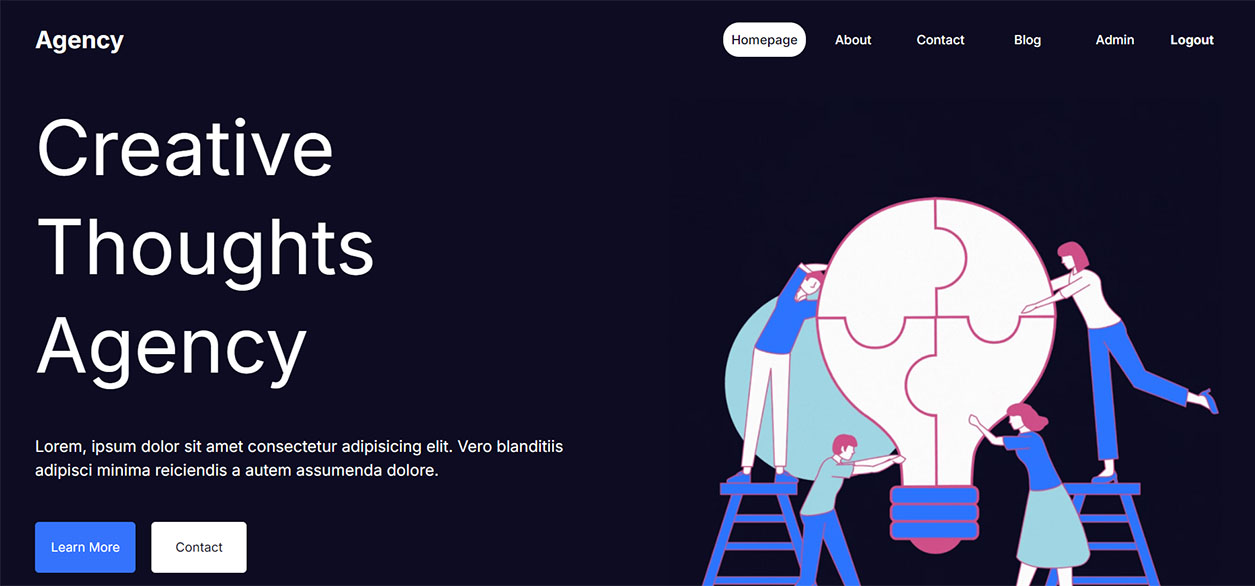 Agency
Homepage About Contact Blog Admin Logout
Creative
Thoughts
Agency
Lorem, ipsum dolor sit amet consectetur adipisicing elit. Vero blanditiis
adipisci minima reiciendis a autem assumenda dolore.
Learn More
Contact